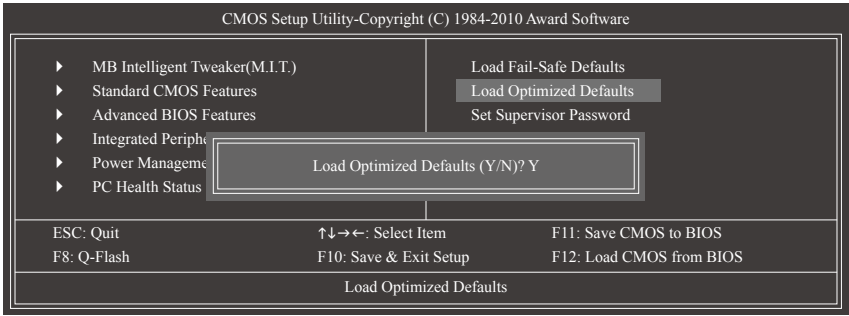 CMOS Setup Utility-Copyright (C) 1984-2010 Award Software
MB Intelligent Tweaker(M.I.T.)
Standard CMOS Features
Advanced BIOS Features
Integrated
Power
PC Health Status
Load Fail-Safe Defaults
Load Optimized Defaults
Set Supervisor Password
Load Optimized Defaults (Y/N)? Y
ESC: Quit
↑↓→←: Select Item
F11: Save CMOS to BIOS
F8: Q-Flash
F10: Save & Exit Setup
F12: Load CMOS from BIOS
Load Optimized Defaults